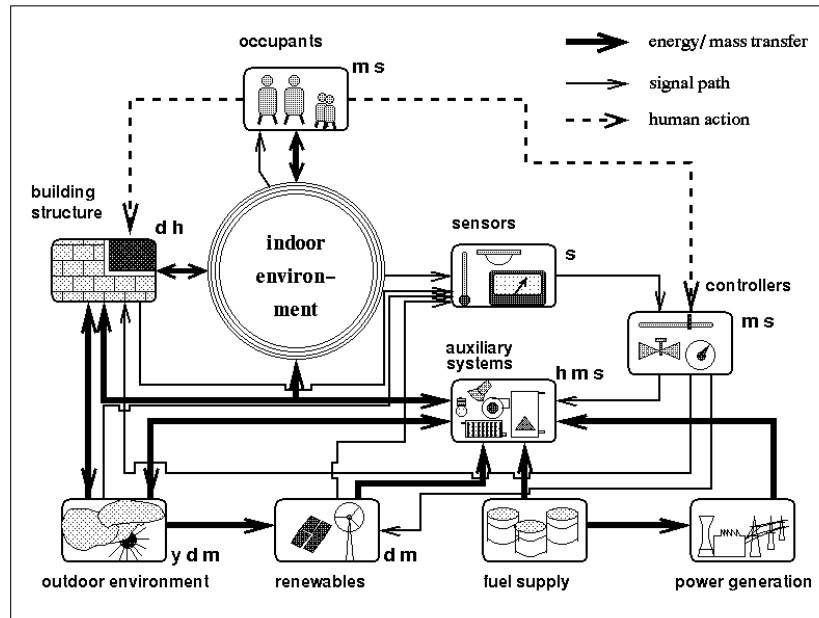 occupants
m s
energy/ mass transfer
signal path
human action
building
structure
d h
indoor
environ–
ment
sensors
s
controllers
m s
auxiliary
systems
h m s
y d m
outdoor environment
d m
renewables
fuel supply
power generation